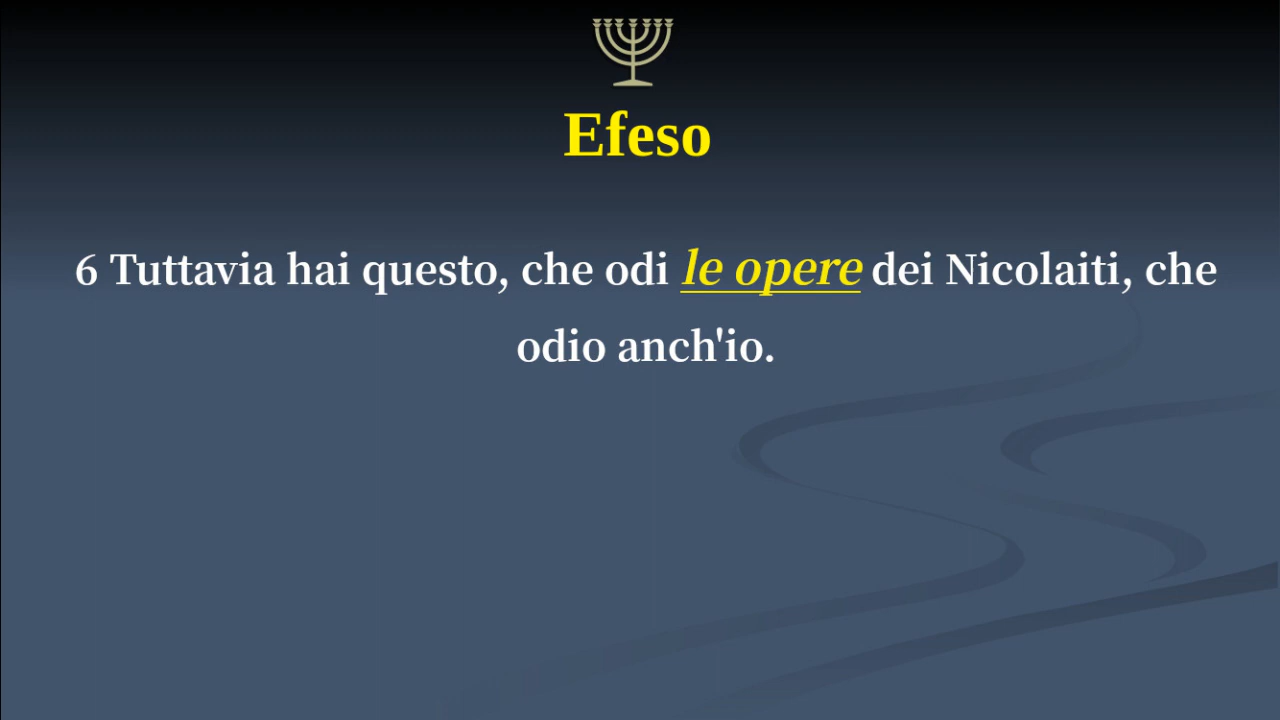 Efeso
6 Tuttavia hai questo, che odi le opere dei Nicolaiti, che
odio anch'io.